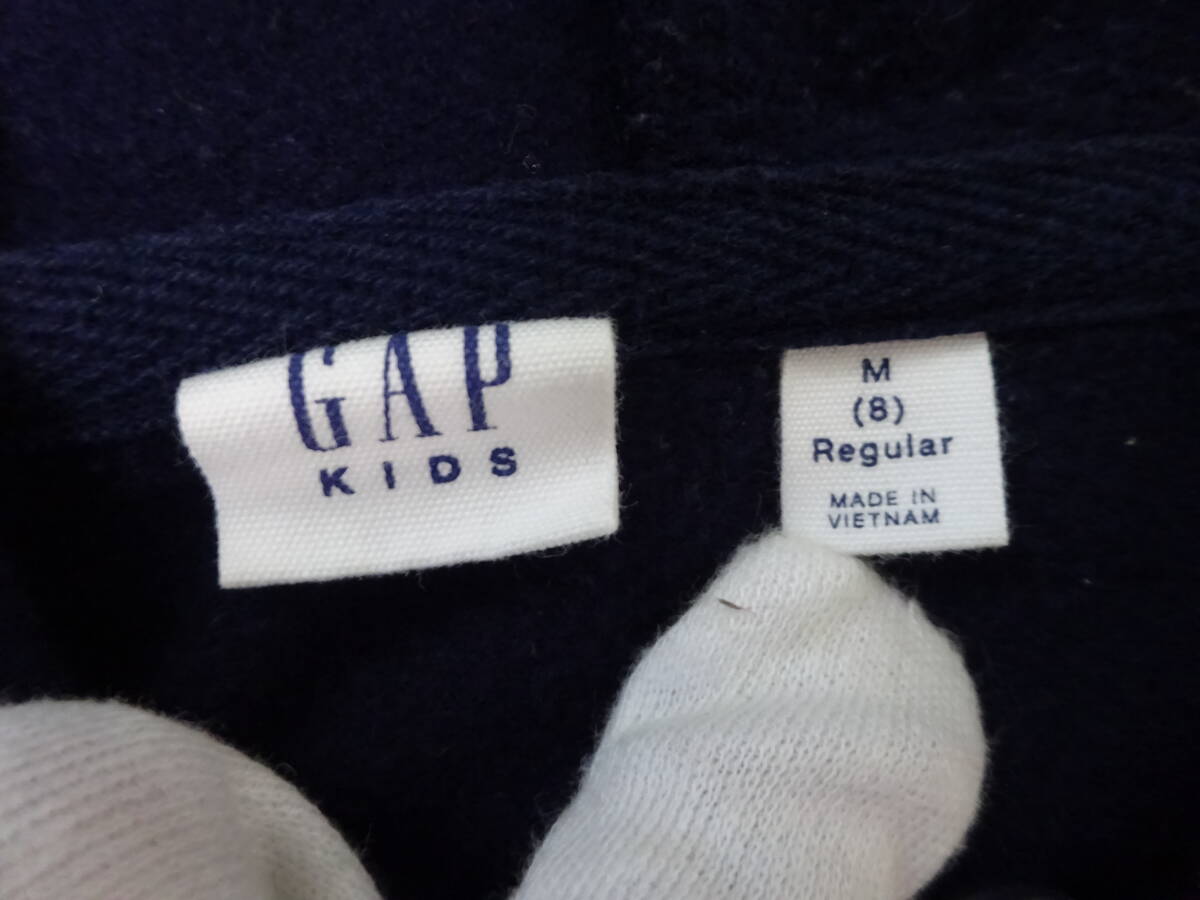 GAP
KIDS
M
(8)
Regular
MADE IN
VIETNAM